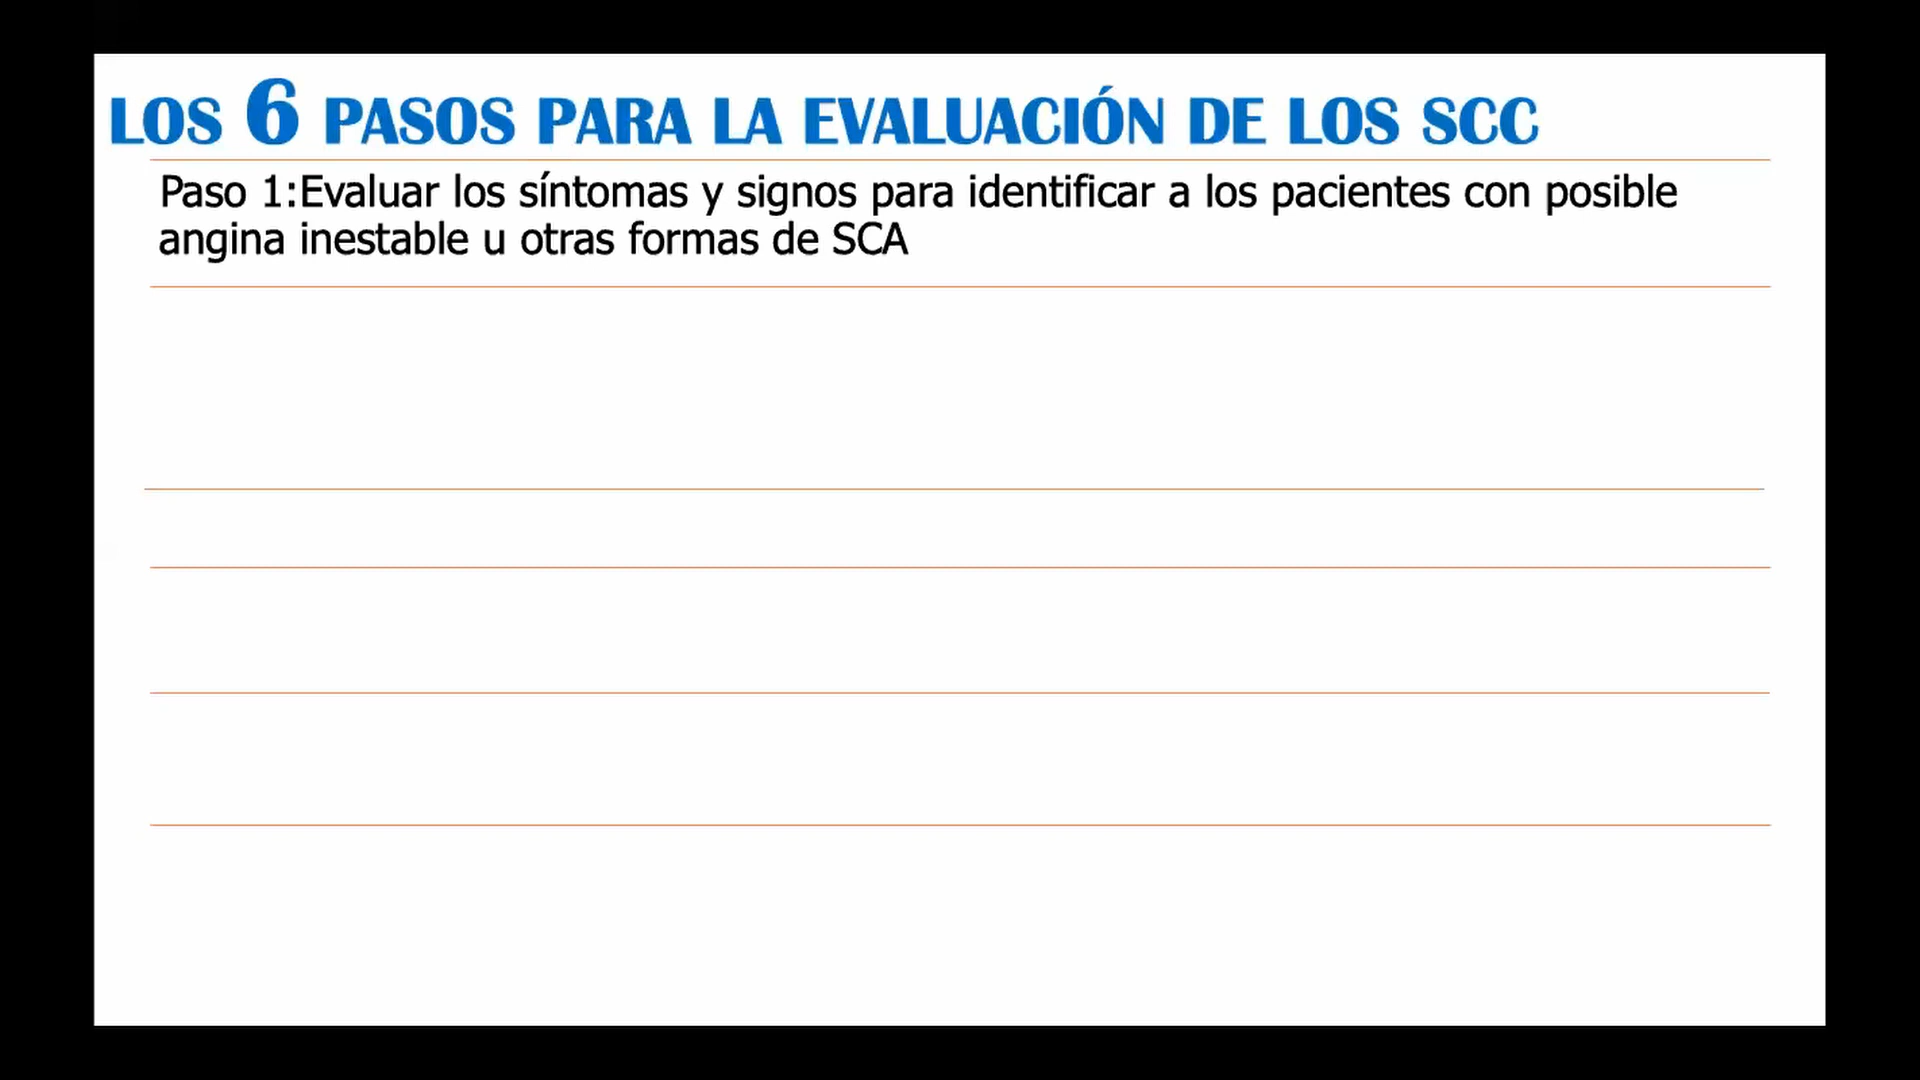 LOS 6 PASOS PARA LA EVALUACIÓN DE LOS SCC
Paso 1:Evaluar los síntomas y signos para identificar a los pacientes con posible
angina inestable u otras formas de SCA